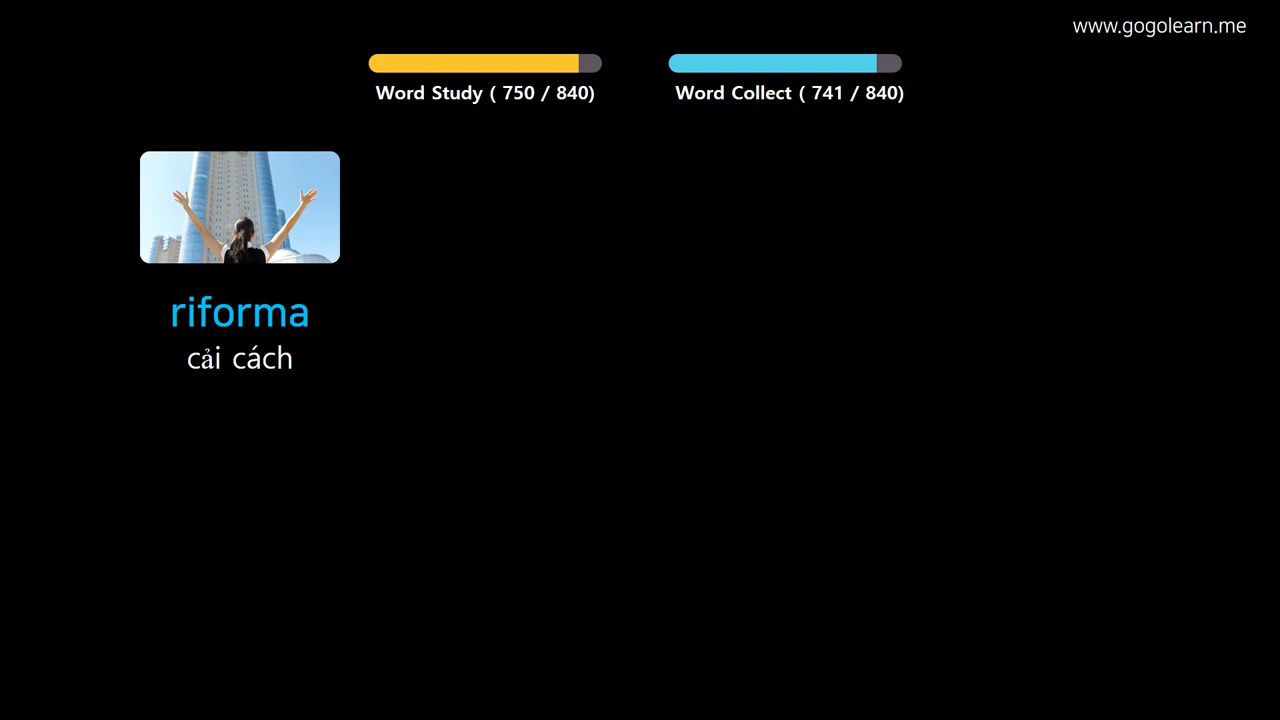 www.gogolearn.me
Word Study ( 750 / 840)
Word Collect ( 741 / 840)
riforma
cải cách